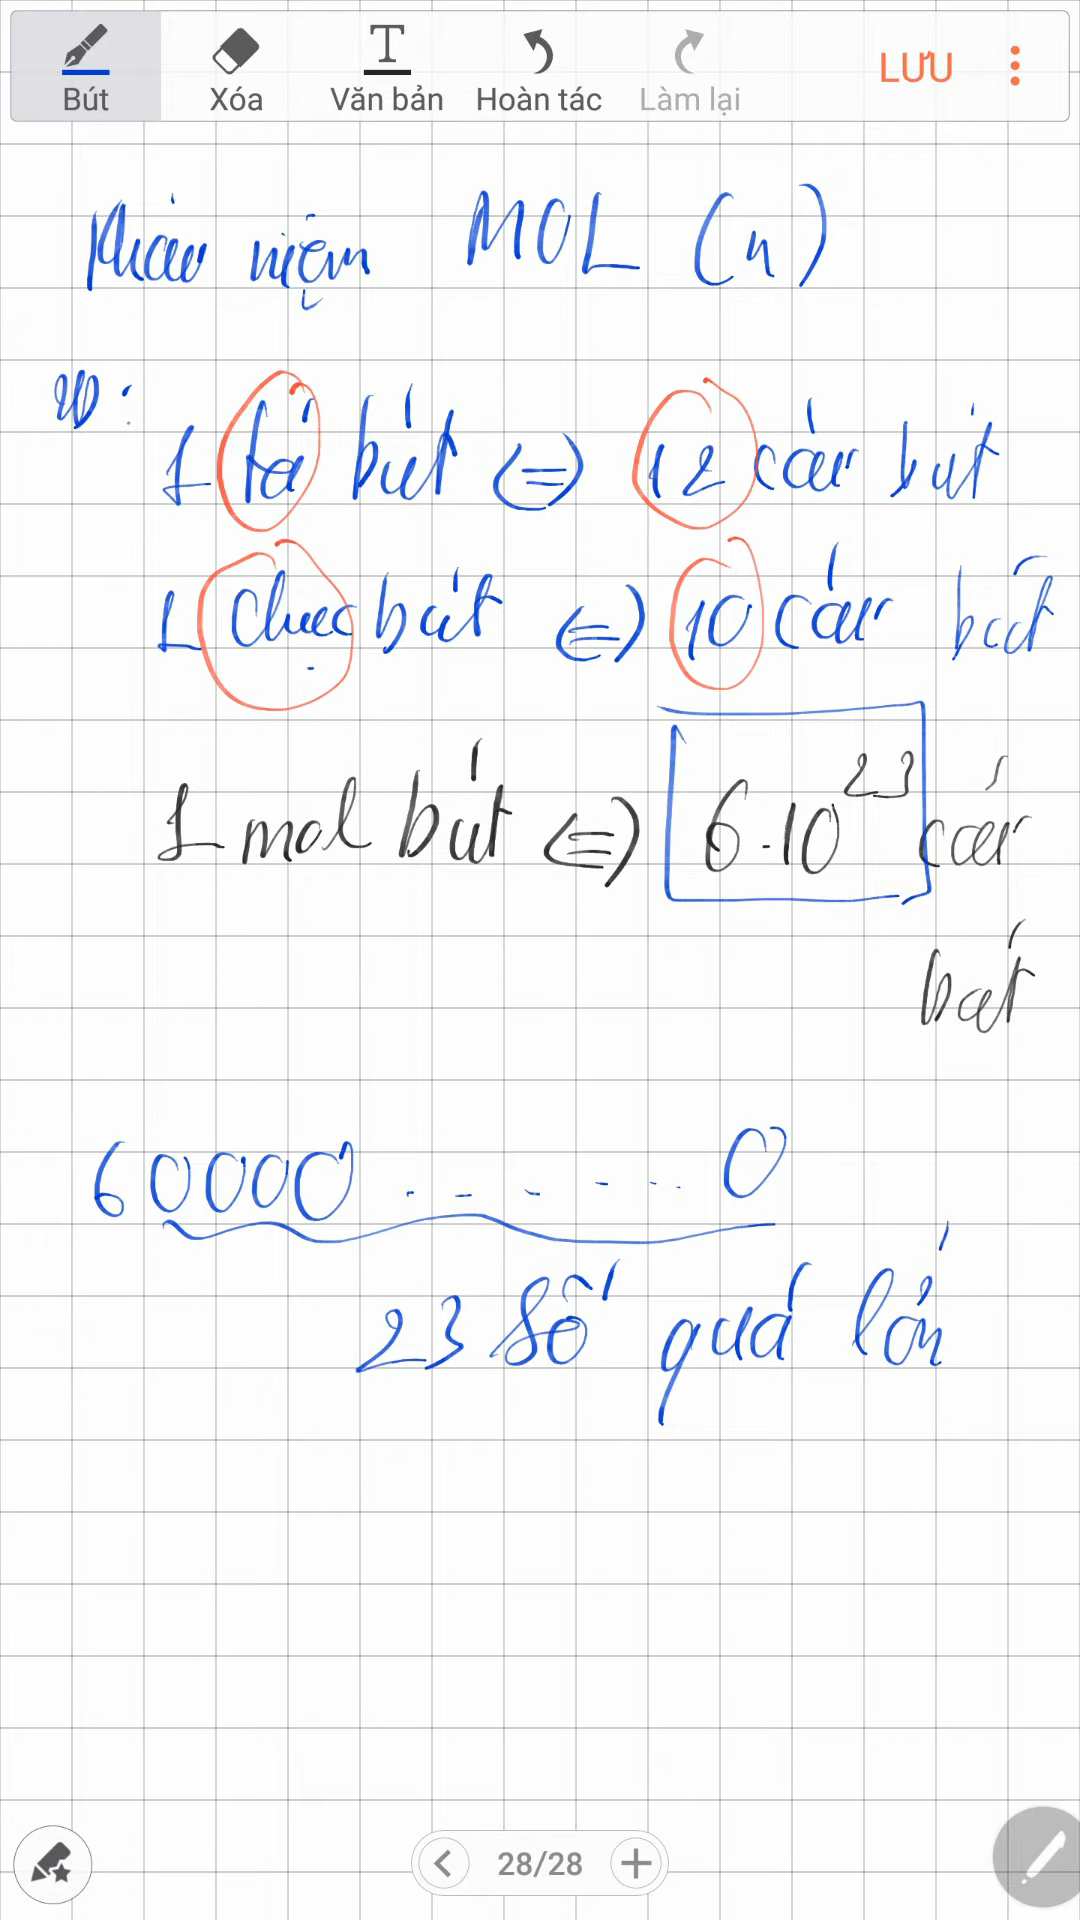 Bút Xóa Văn bản Hoàn tác Làm lại LƯU
Khái niệm MOL (n)
VD:
1 tá bút <=> 12 cái bút
1 chục bút <=> 10 cái bút
1 mol bút <=> 6.10²³ cái
bút
60000 . - - - . . 0
23 số quá lớn
28/28